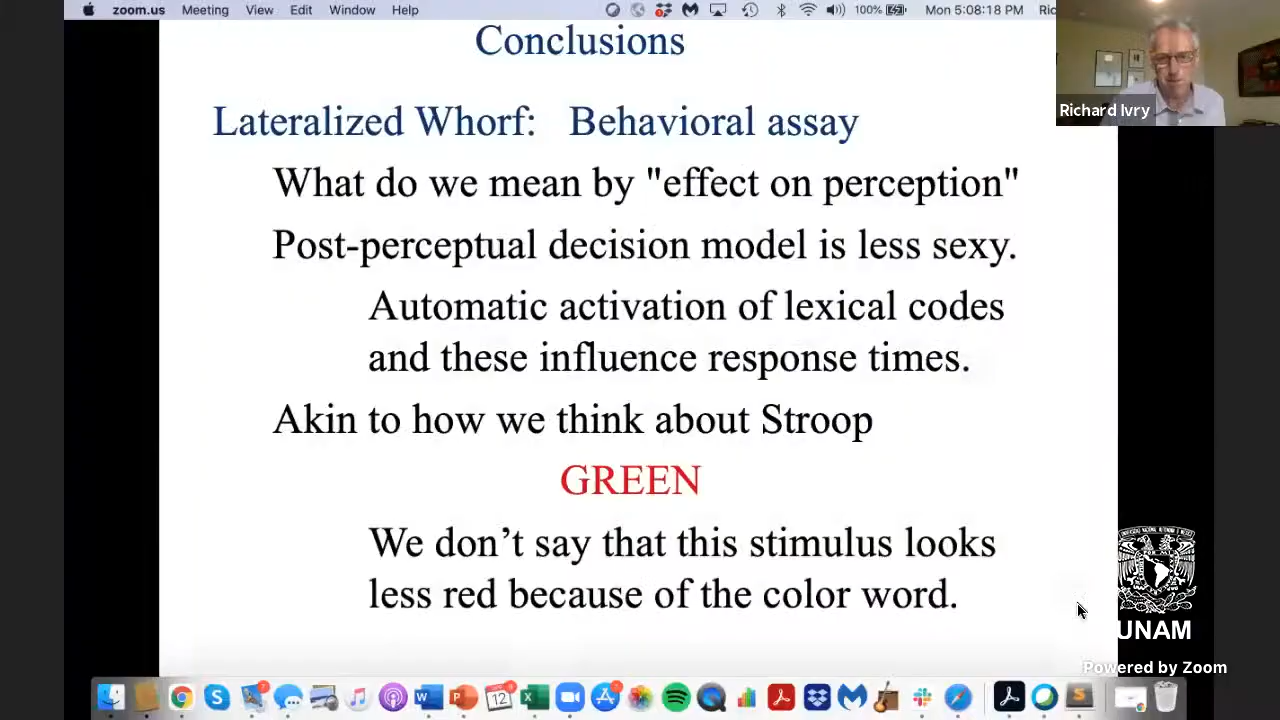 zoom.us Meeting View Edit Window Help 100% Mon 5:08:18 PM Ric
Conclusions
Richard Ivry
Lateralized Whorf: Behavioral assay
What do we mean by "effect on perception"
Post-perceptual decision model is less sexy.
Automatic activation of lexical codes
and these influence response times.
Akin to how we think about Stroop
GREEN
We don’t say that this stimulus looks
less red because of the color word.
UNAM
Powered by Zoom
12